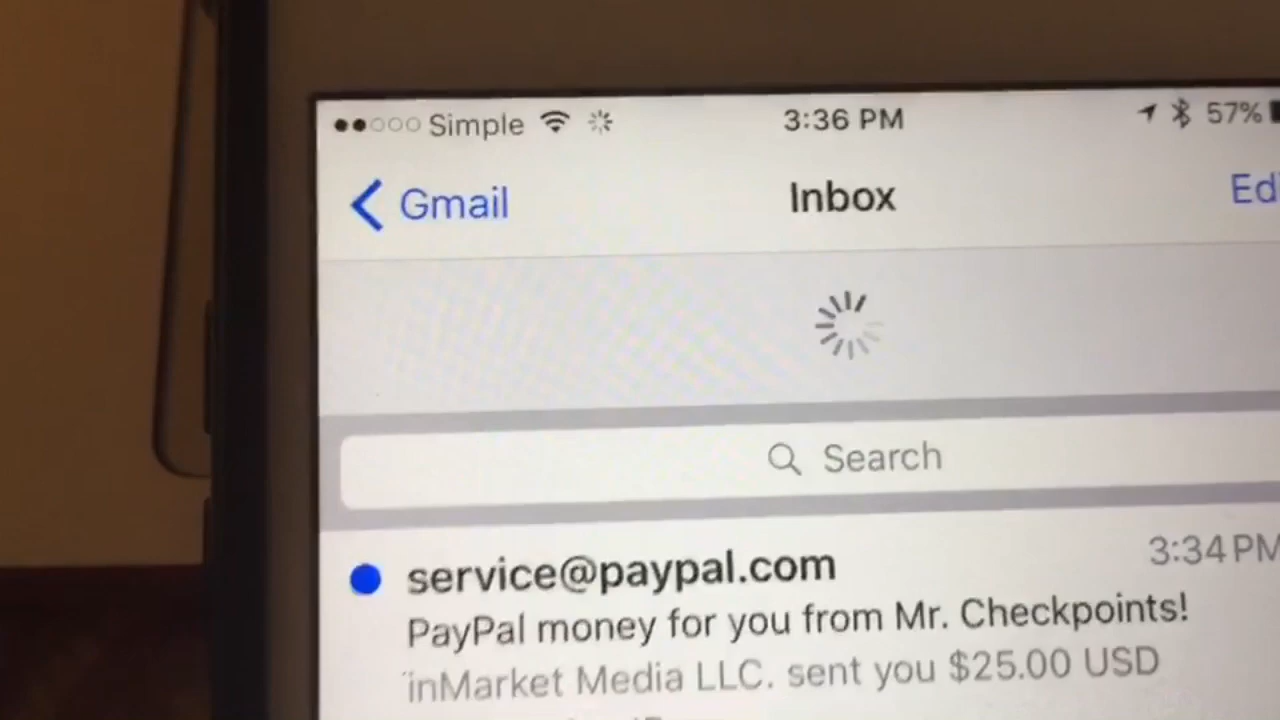 Simple 3:36 PM 57%
Gmail Inbox Ed
Search
service@paypal.com 3:34 PM
PayPal money for you from Mr. Checkpoints!
inMarket Media LLC. sent you $25.00 USD